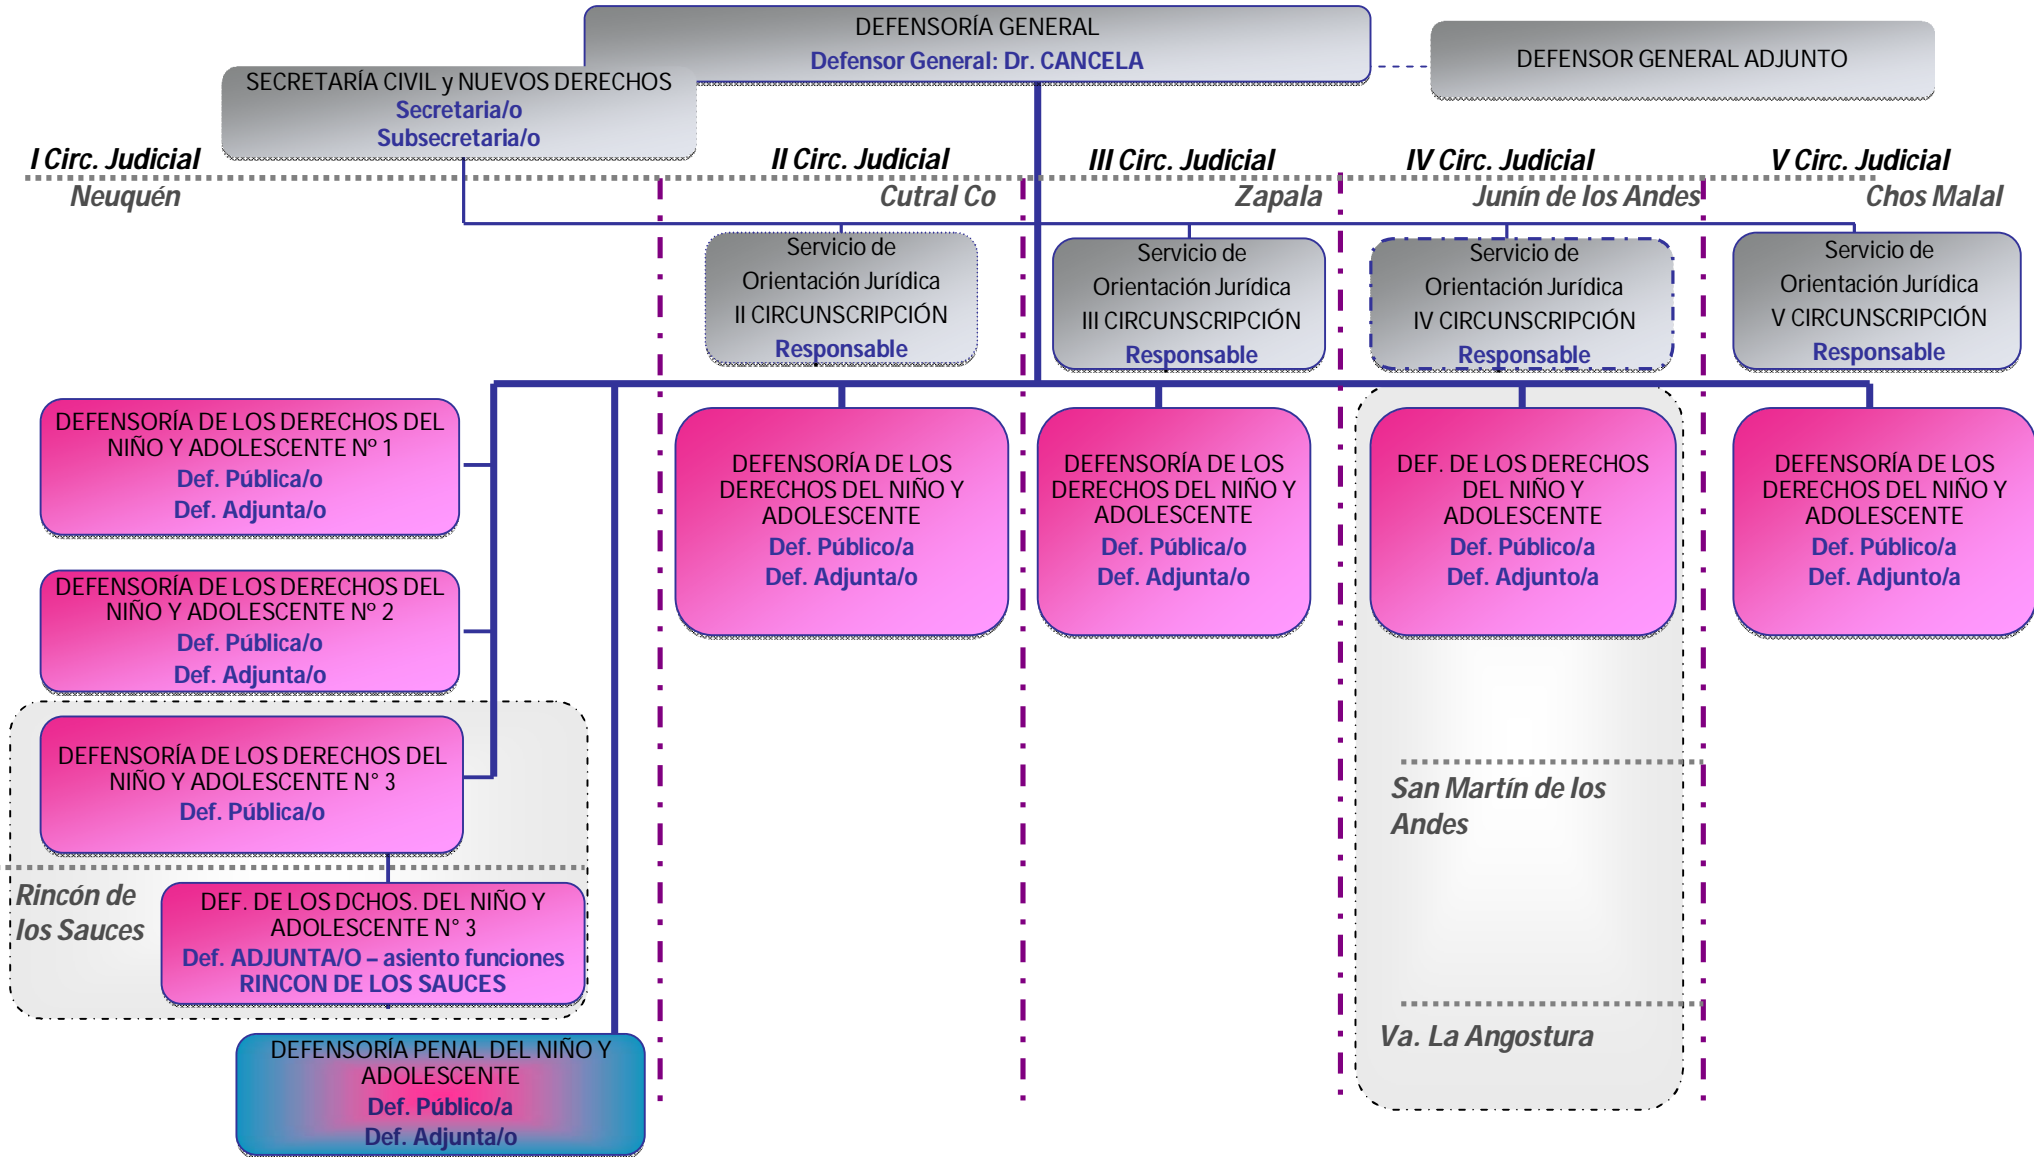 DEFENSORÍA GENERAL
Defensor General: Dr. CANCELA
DEFENSOR GENERAL ADJUNTO
SECRETARÍA CIVIL y NUEVOS DERECHOS
Secretaria/o
Subsecretaria/o
I Circ. Judicial
Neuquén
II Circ. Judicial
Cutral Co
III Circ. Judicial
Zapala
IV Circ. Judicial
Junín de los Andes
V Circ. Judicial
Chos Malal
Servicio de
Orientación Jurídica
II CIRCUNSCRIPCIÓN
Responsable
Servicio de
Orientación Jurídica
III CIRCUNSCRIPCIÓN
Responsable
Servicio de
Orientación Jurídica
IV CIRCUNSCRIPCIÓN
Responsable
Servicio de
Orientación Jurídica
V CIRCUNSCRIPCIÓN
Responsable
DEFENSORÍA DE LOS DERECHOS DEL
NIÑO Y ADOLESCENTE Nº 1
Def. Pública/o
Def. Adjunta/o
DEFENSORÍA DE LOS DERECHOS DEL
NIÑO Y ADOLESCENTE Nº 2
Def. Pública/o
Def. Adjunta/o
DEFENSORÍA DE LOS DERECHOS DEL
NIÑO Y ADOLESCENTE N° 3
Def. Pública/o
Rincón de
los Sauces
DEF. DE LOS DCHOS. DEL NIÑO Y
ADOLESCENTE N° 3
Def. ADJUNTA/O – asiento funciones
RINCON DE LOS SAUCES
DEFENSORÍA PENAL DEL NIÑO Y
ADOLESCENTE
Def. Público/a
Def. Adjunta/o
DEFENSORÍA DE LOS
DERECHOS DEL NIÑO Y
ADOLESCENTE
Def. Público/a
Def. Adjunta/o
DEFENSORÍA DE LOS
DERECHOS DEL NIÑO Y
ADOLESCENTE
Def. Pública/o
Def. Adjunta/o
DEF. DE LOS DERECHOS
DEL NIÑO Y
ADOLESCENTE
Def. Público/a
Def. Adjunto/a
San Martín de los
Andes
Va. La Angostura
DEFENSORÍA DE LOS
DERECHOS DEL NIÑO Y
ADOLESCENTE
Def. Público/a
Def. Adjunto/a